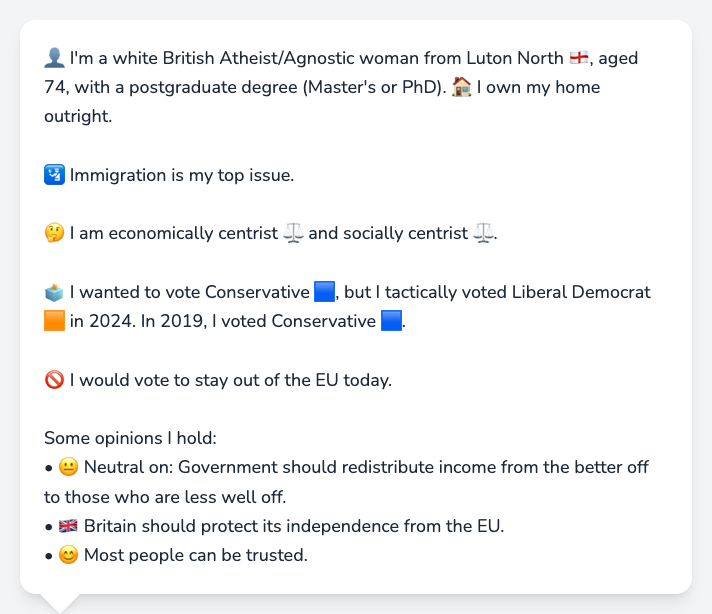 👤 I'm a white British Atheist/Agnostic woman from Luton North 🏴󠁧󠁢󠁥󠁮󠁧󠁿, aged
74, with a postgraduate degree (Master's or PhD). 🏠 I own my home
outright.
🛂 Immigration is my top issue.
🤔 I am economically centrist ⚖️ and socially centrist ⚖️.
🗳️ I wanted to vote Conservative 🟦, but I tactically voted Liberal Democrat
🟧 in 2024. In 2019, I voted Conservative 🟦.
🚫 I would vote to stay out of the EU today.
Some opinions I hold:
• 😐 Neutral on: Government should redistribute income from the better off
to those who are less well off.
• 🇬🇧 Britain should protect its independence from the EU.
• 😊 Most people can be trusted.